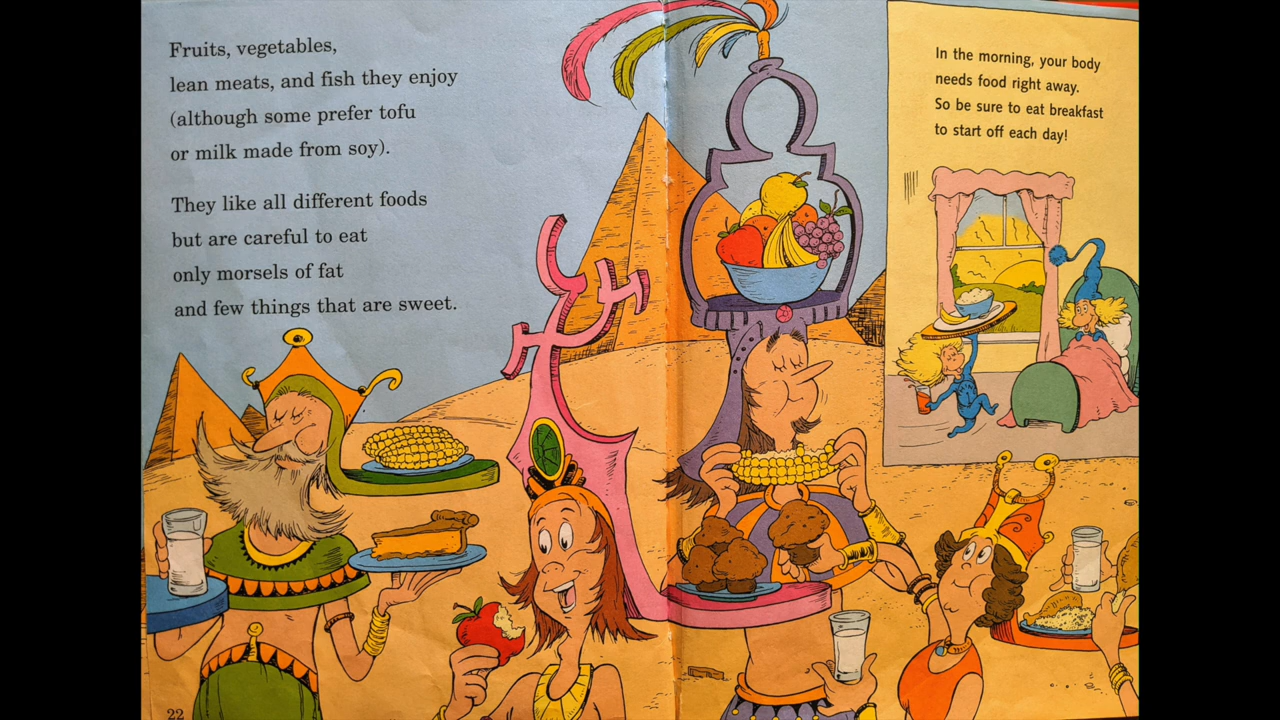 Fruits, vegetables,
lean meats, and fish they enjoy
(although some prefer tofu
or milk made from soy).
They like all different foods
but are careful to eat
only morsels of fat
and few things that are sweet.
22
In the morning, your body
needs food right away.
So be sure to eat breakfast
to start off each day!